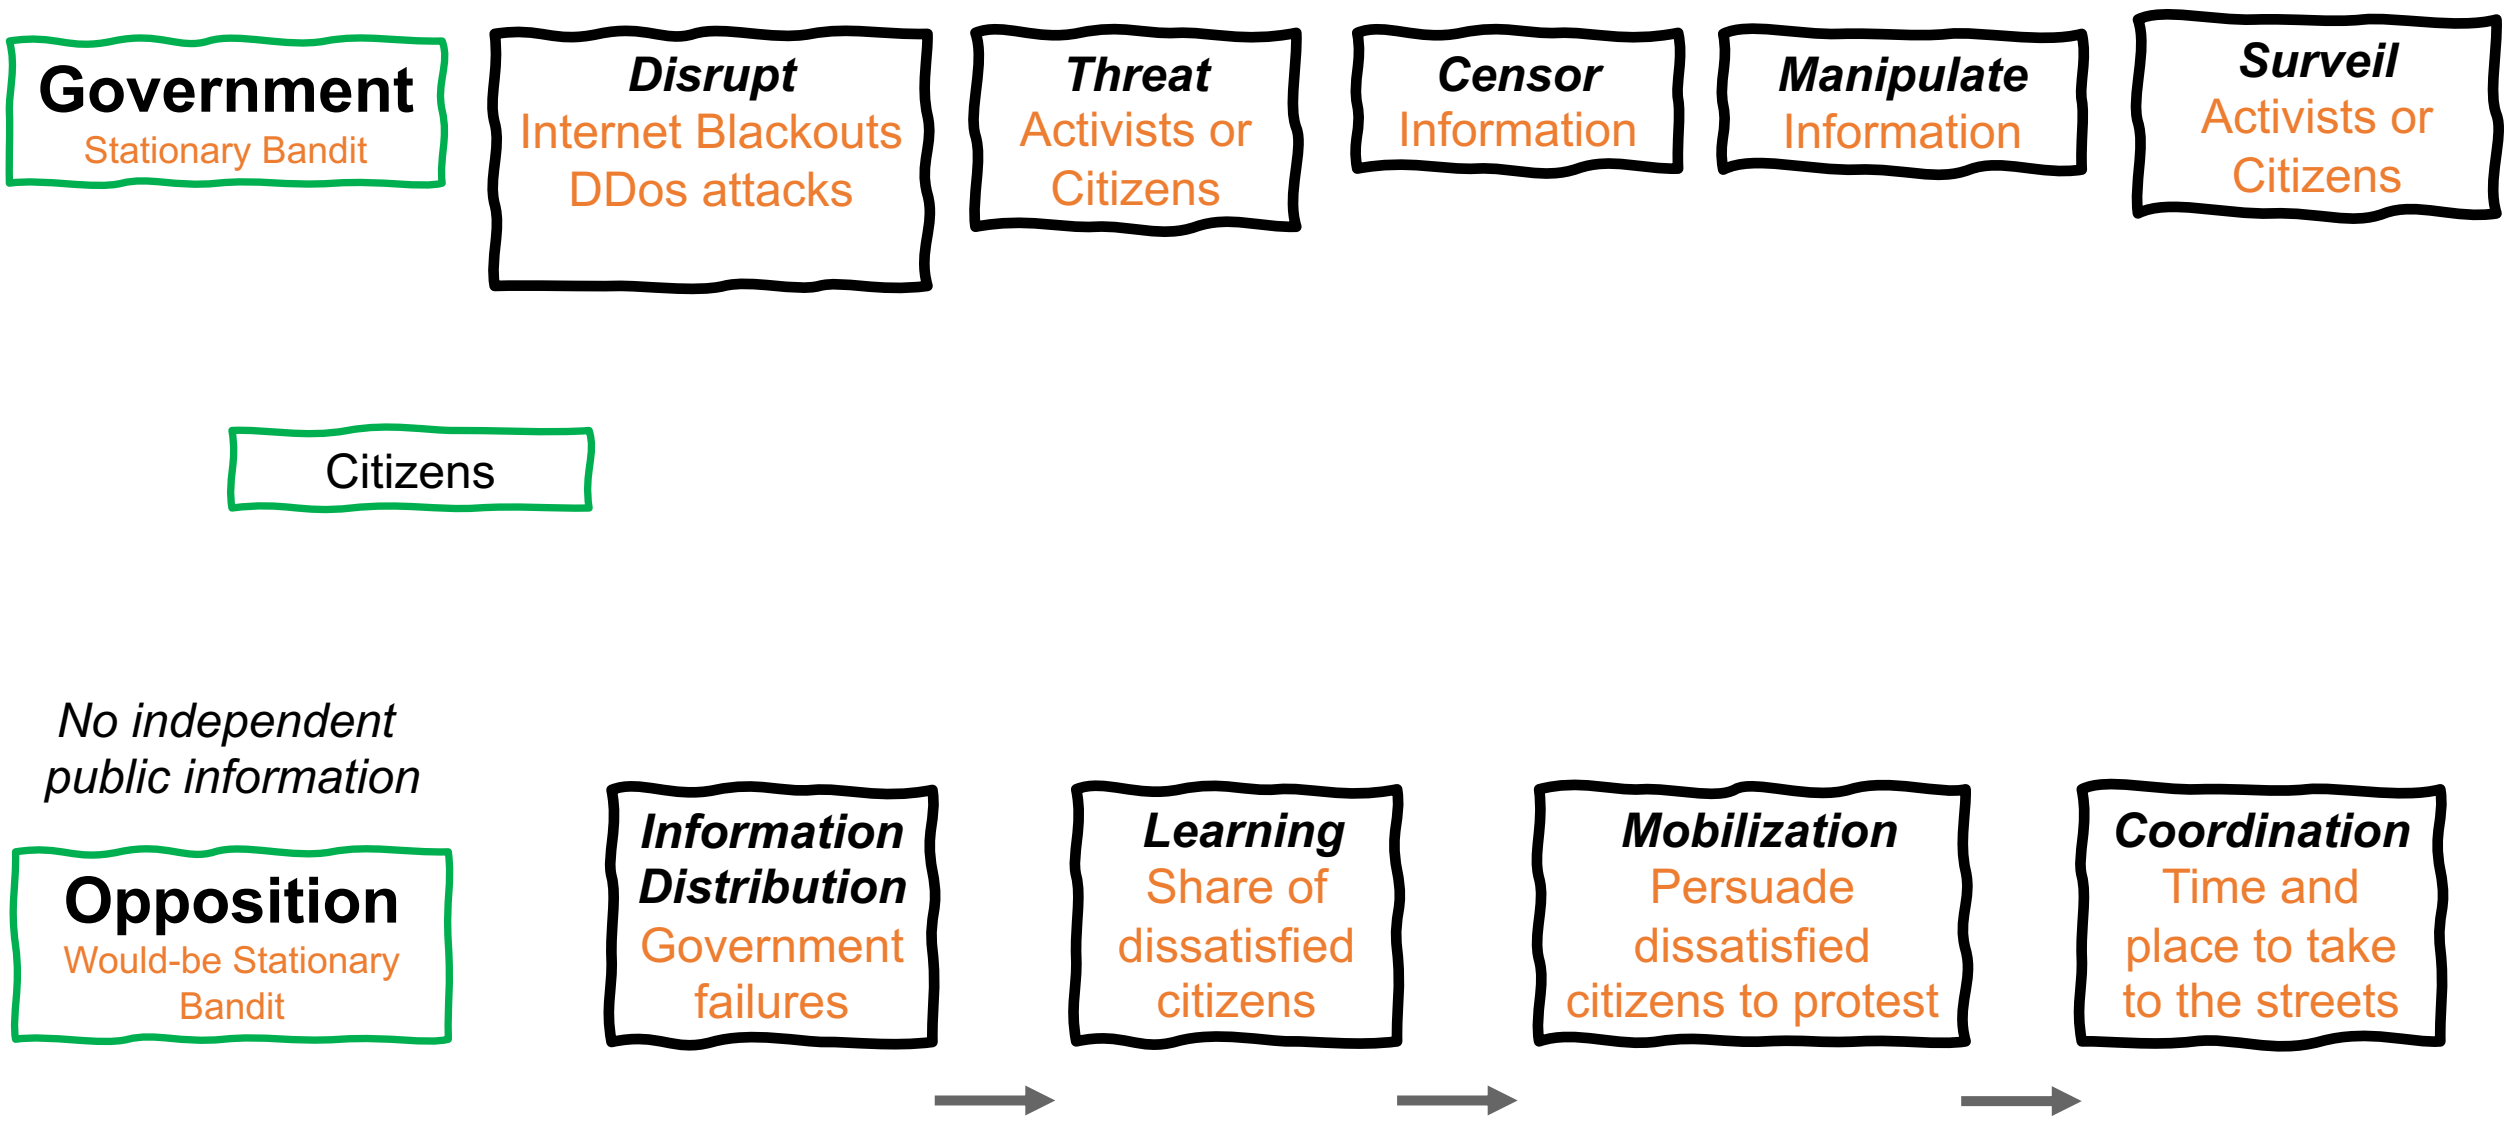 Government
Stationary Bandit
Disrupt
Internet Blackouts
DDos attacks
Threat
Activists or
Citizens
Censor
Information
Manipulate
Information
Surveil
Activists or
Citizens
Citizens
No independent
public information
Opposition
Would-be Stationary
Bandit
Information
Distribution
Government
failures
Learning
Share of
dissatisfied
citizens
Mobilization
Persuade
dissatisfied
citizens to protest
Coordination
Time and
place to take
to the streets